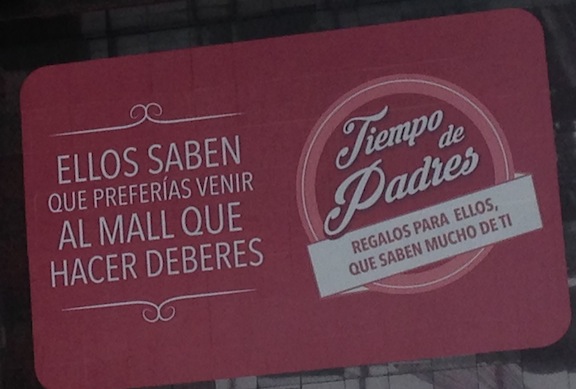 ELLOS SABEN
QUE PREFERÍAS VENIR
AL MALL QUE
HACER DEBERES
Tiempo
de
Padres
REGALOS PARA ELLOS,
QUE SABEN MUCHO DE TI